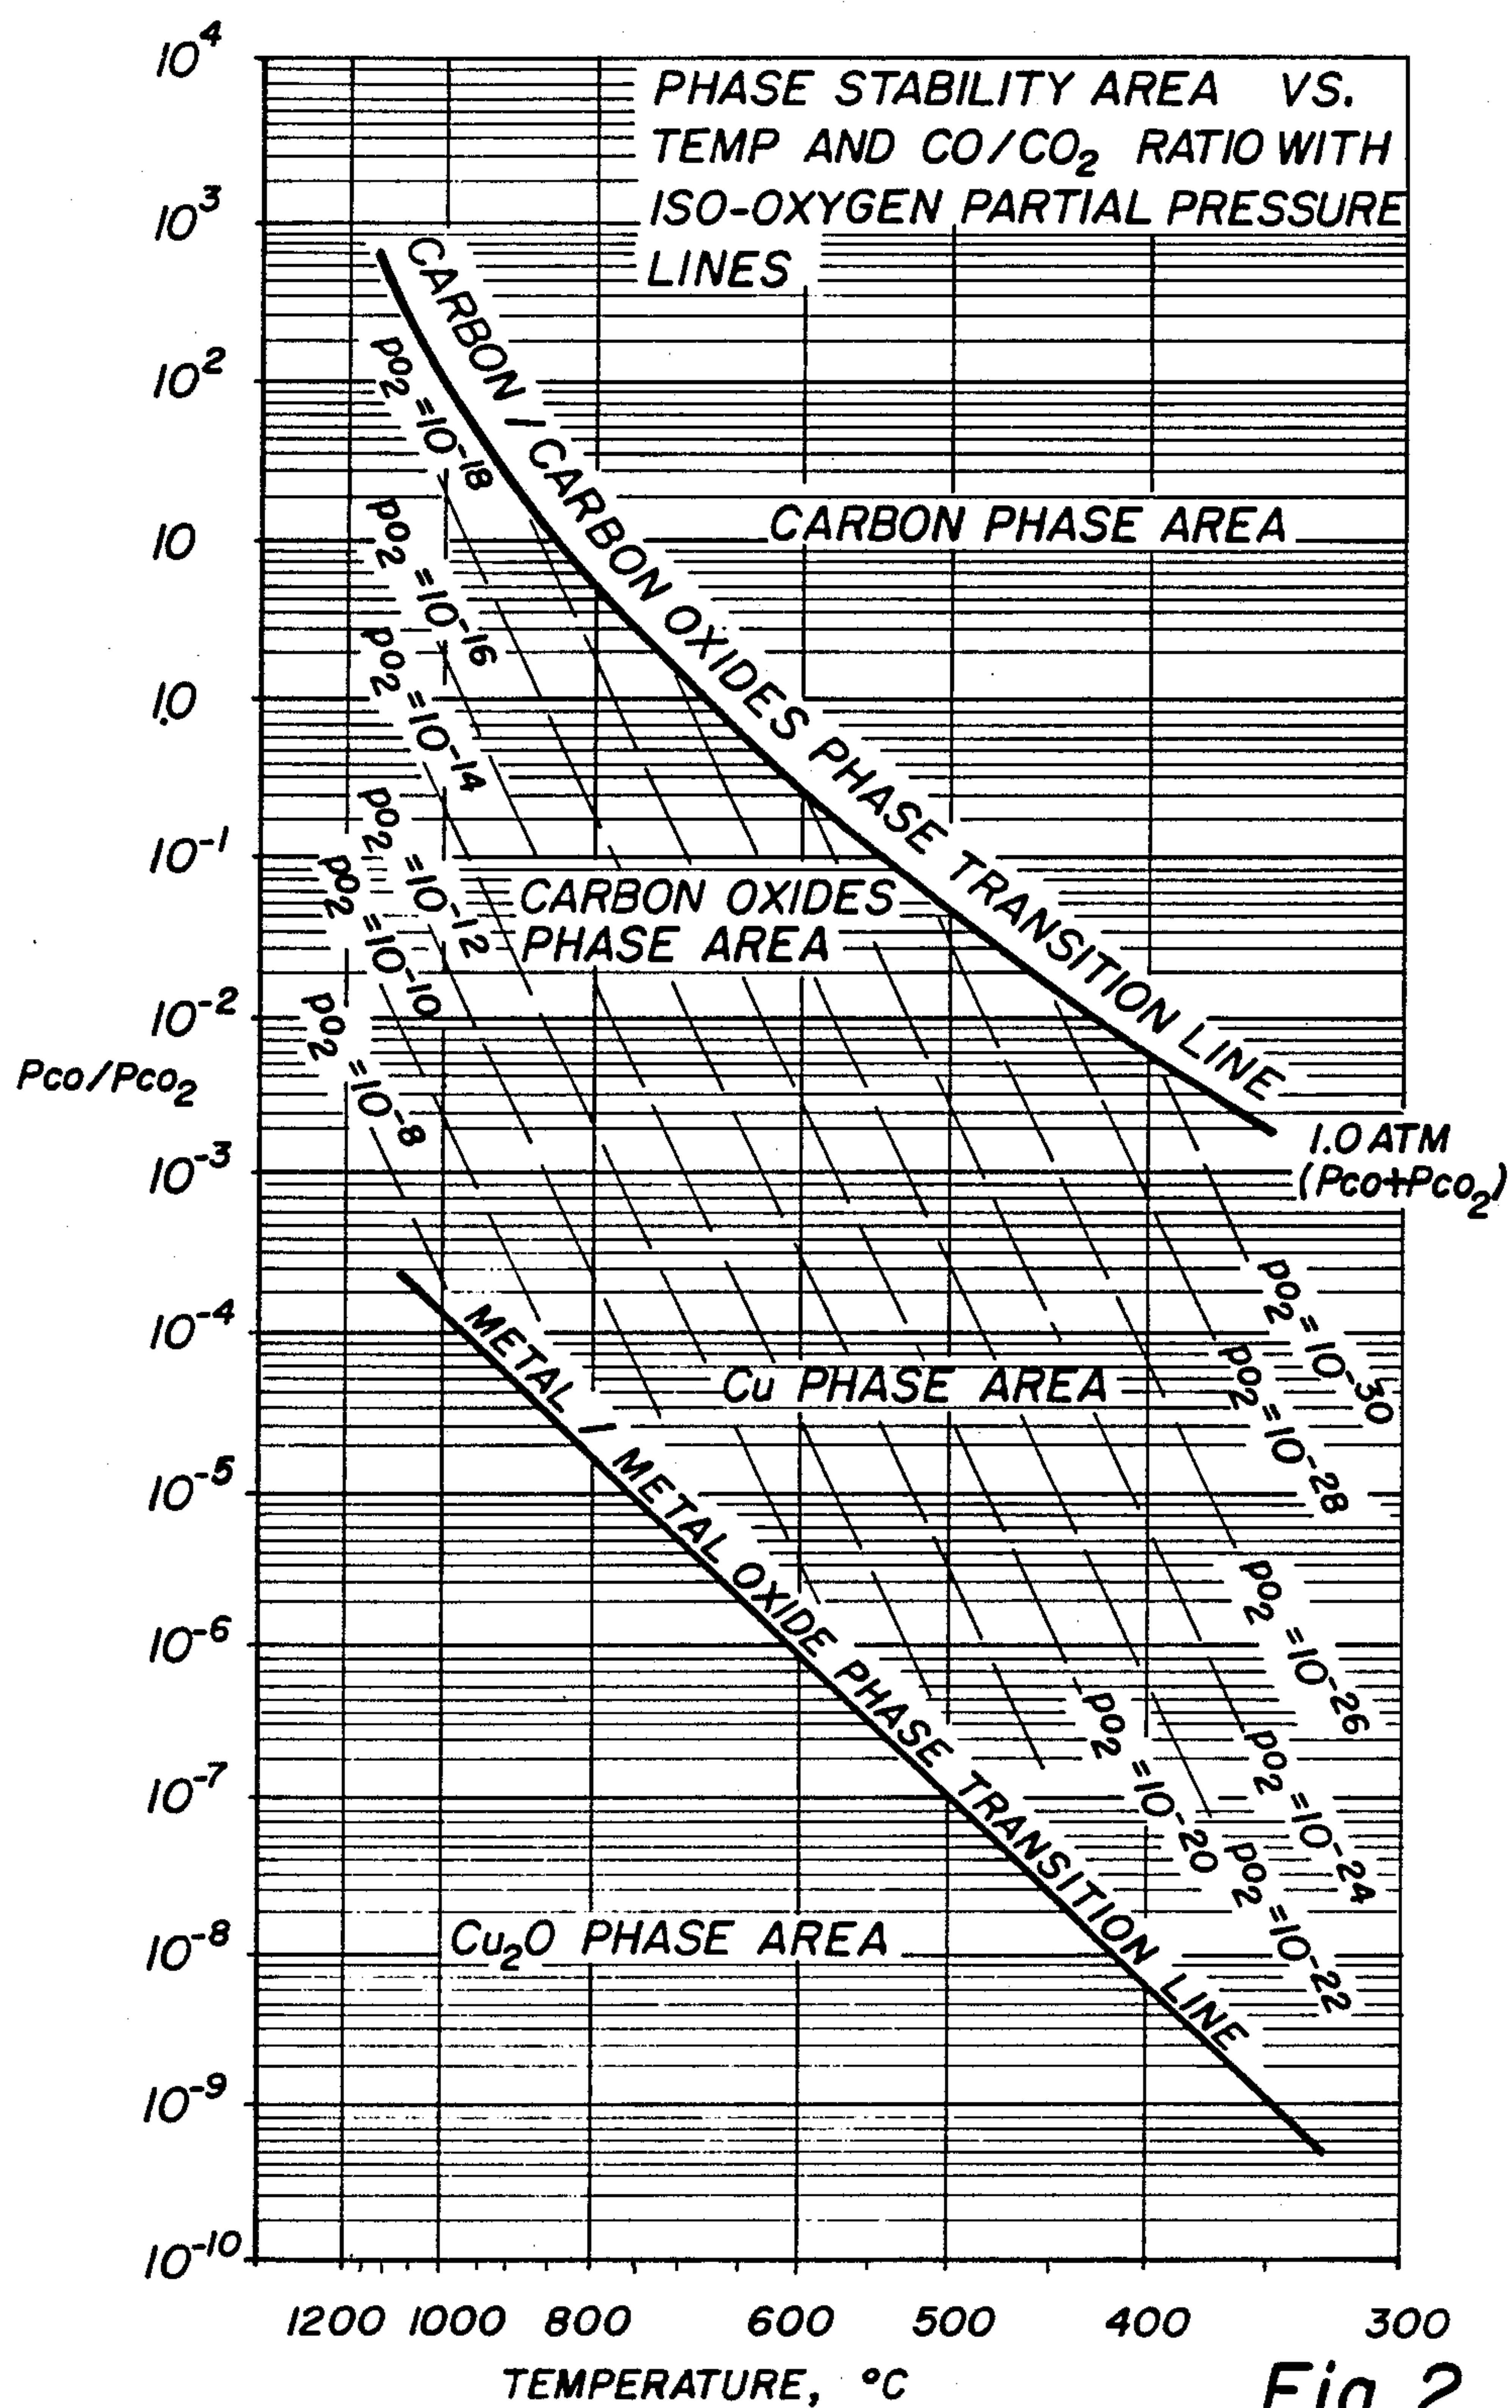 PHASE STABILITY AREA VS.
TEMP AND CO/CO₂ RATIO WITH
ISO-OXYGEN PARTIAL PRESSURE
LINES
10⁴
10³
10²
10
1.0
10⁻¹
10⁻²
Pco/Pco₂
10⁻³
10⁻⁴
10⁻⁵
10⁻⁶
10⁻⁷
10⁻⁸
10⁻⁹
10⁻¹⁰
CARBON / CARBON OXIDES PHASE TRANSITION LINE
CARBON PHASE AREA
pO₂=10⁻¹⁸
pO₂=10⁻¹⁶
pO₂=10⁻¹⁴
pO₂=10⁻¹²
pO₂=10⁻¹⁰
pO₂=10⁻⁸
CARBON OXIDES
PHASE AREA
1.0 ATM
(Pco+Pco₂)
METAL / METAL OXIDE PHASE TRANSITION LINE
Cu PHASE AREA
pO₂=10⁻³⁰
pO₂=10⁻²⁸
pO₂=10⁻²⁶
pO₂=10⁻²⁴
pO₂=10⁻²²
pO₂=10⁻²⁰
Cu₂O PHASE AREA
1200 1000 800 600 500 400 300
TEMPERATURE, °C
Fig. 2